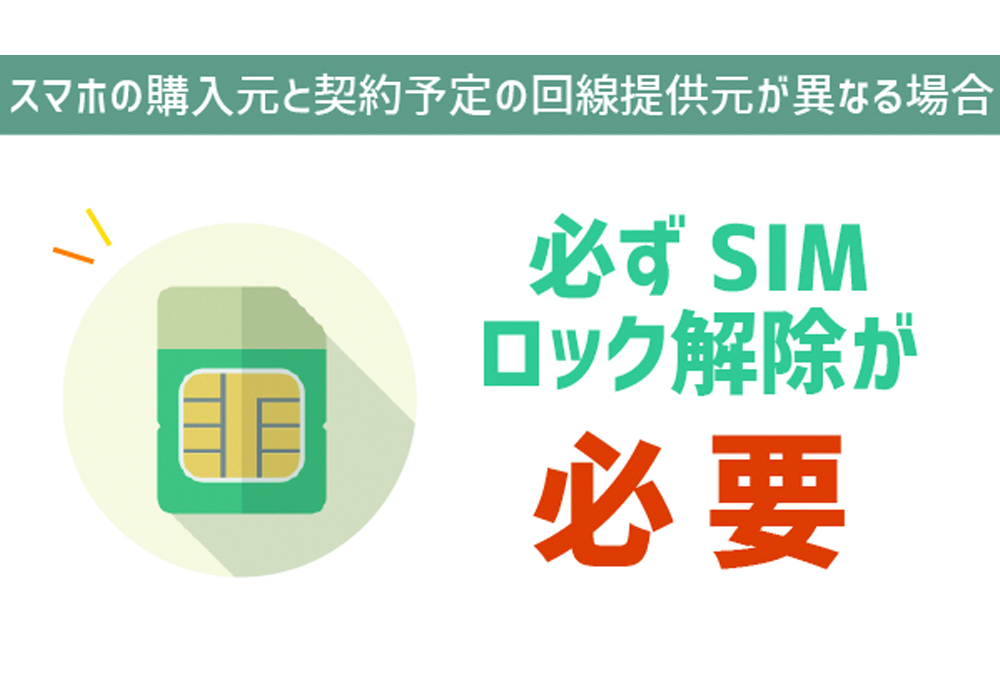 スマホの購入元と契約予定の回線提供元が異なる場合
必ずSIM
ロック解除が
必要